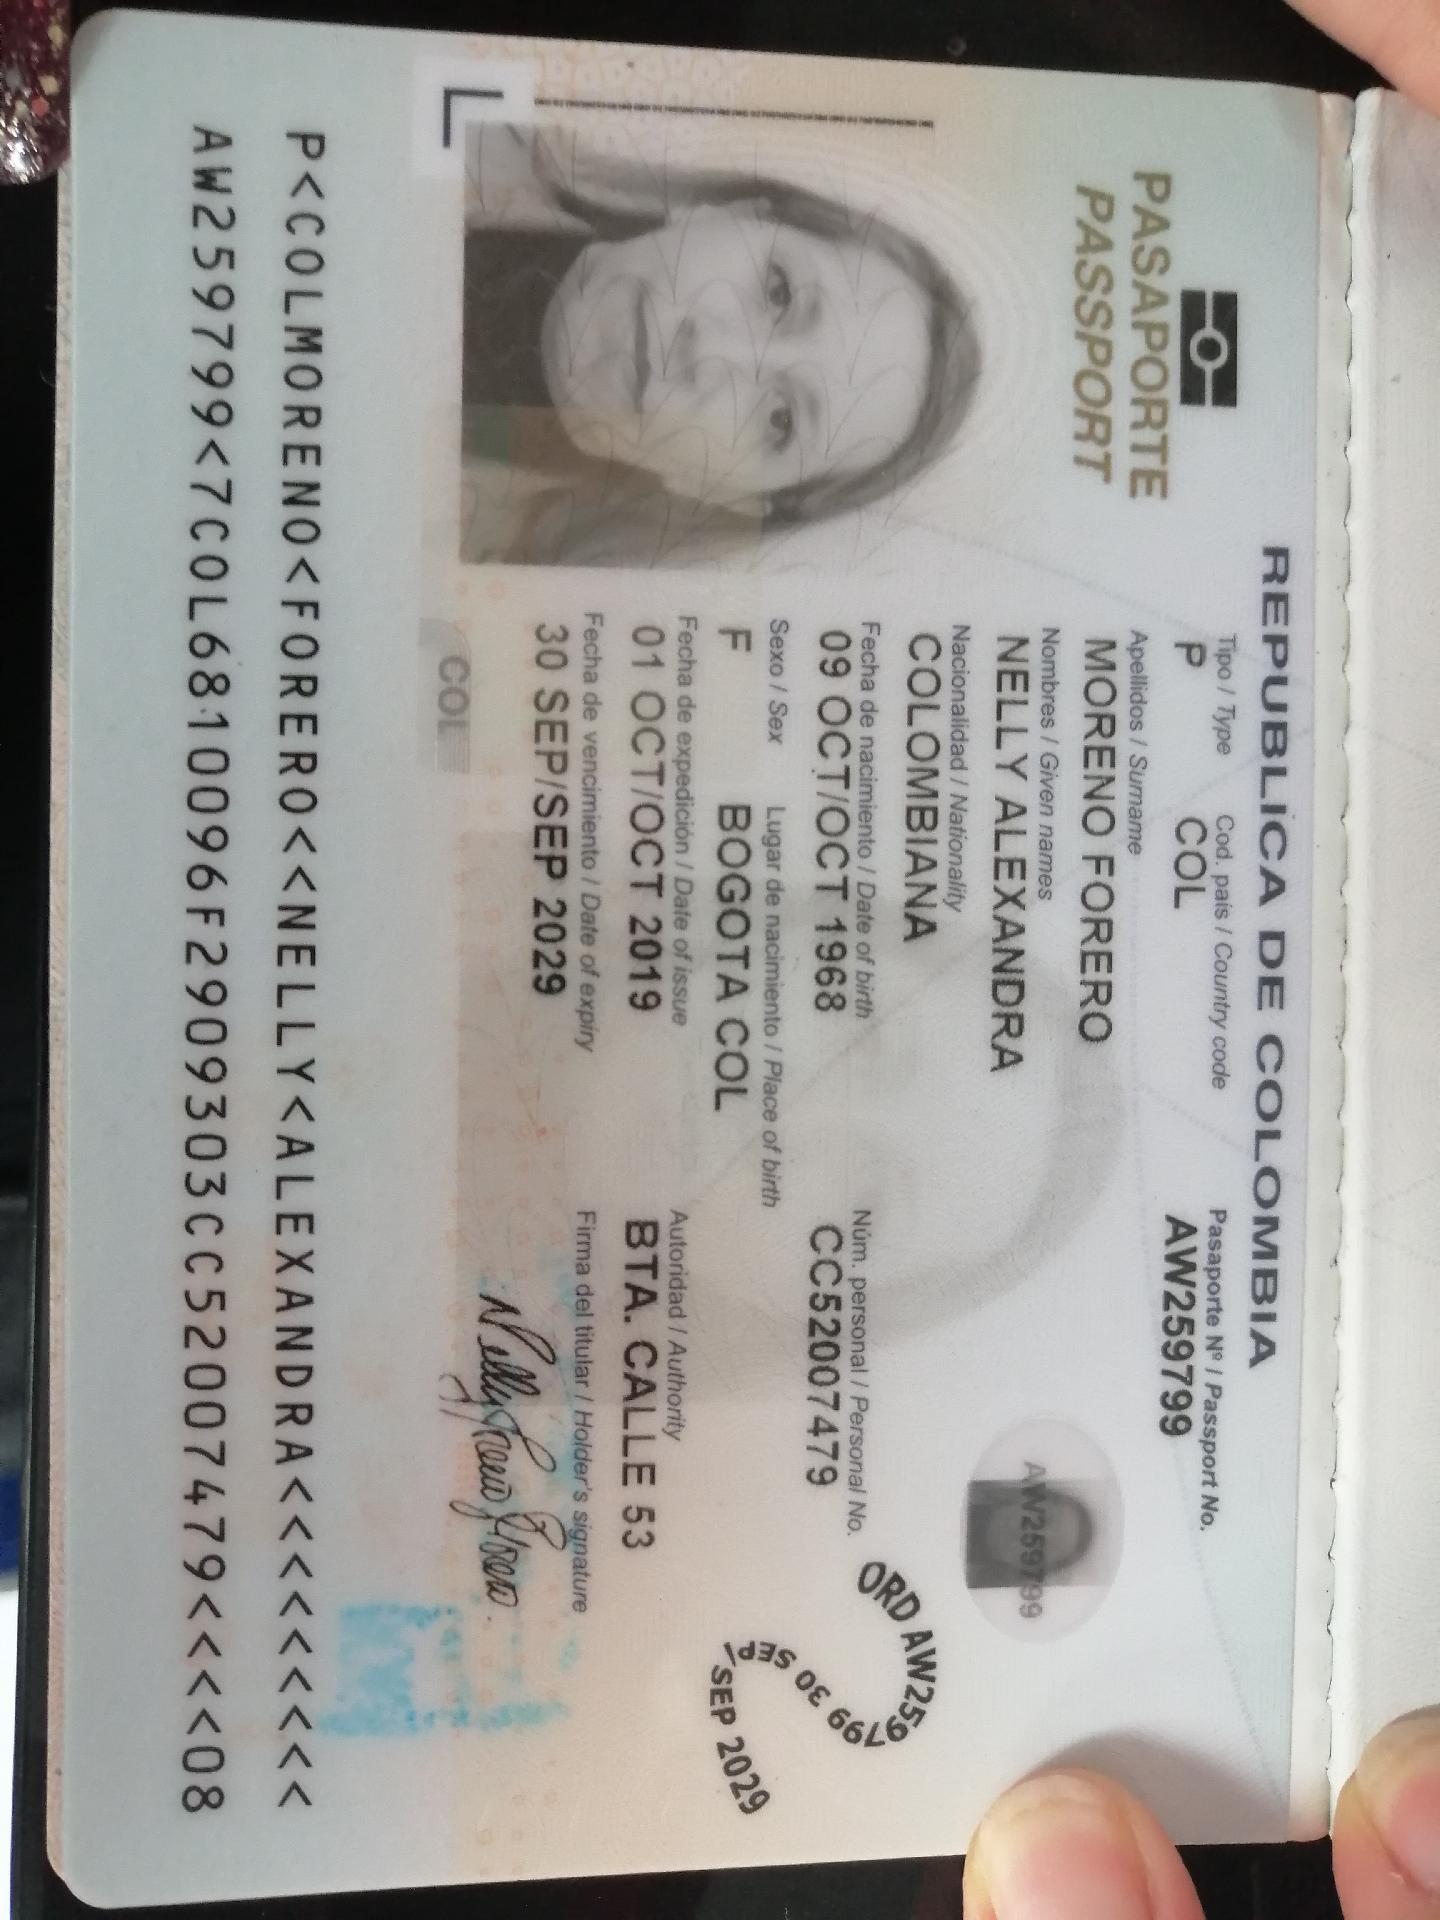 REPUBLICA DE COLOMBIA
PASAPORTE
PASSPORT
Tipo / Type Cod. país / Country code Pasaporte Nº / Passport No.
P COL AW259799
Apellidos / Surname
MORENO FORERO
Nombres / Given names
NELLY ALEXANDRA
Nacionalidad / Nationality
COLOMBIANA
Fecha de nacimiento / Date of birth Núm. personal / Personal No.
09 OCT/OCT 1968 CC52007479
Sexo / Sex Lugar de nacimiento / Place of birth
F BOGOTA COL
Fecha de expedición / Date of issue Autoridad / Authority
01 OCT/OCT 2019 BTA. CALLE 53
Fecha de vencimiento / Date of expiry Firma del titular / Holder's signature
30 SEP/SEP 2029
AW259799
ORD AW259799 30 SEP/SEP 2029
Nelly Moreno Forero.
COL
P<COLMORENO<FORERO<<NELLY<ALEXANDRA<<<<<<<<<
AW259799<7COL6810096F2909303CC52007479<<<<08